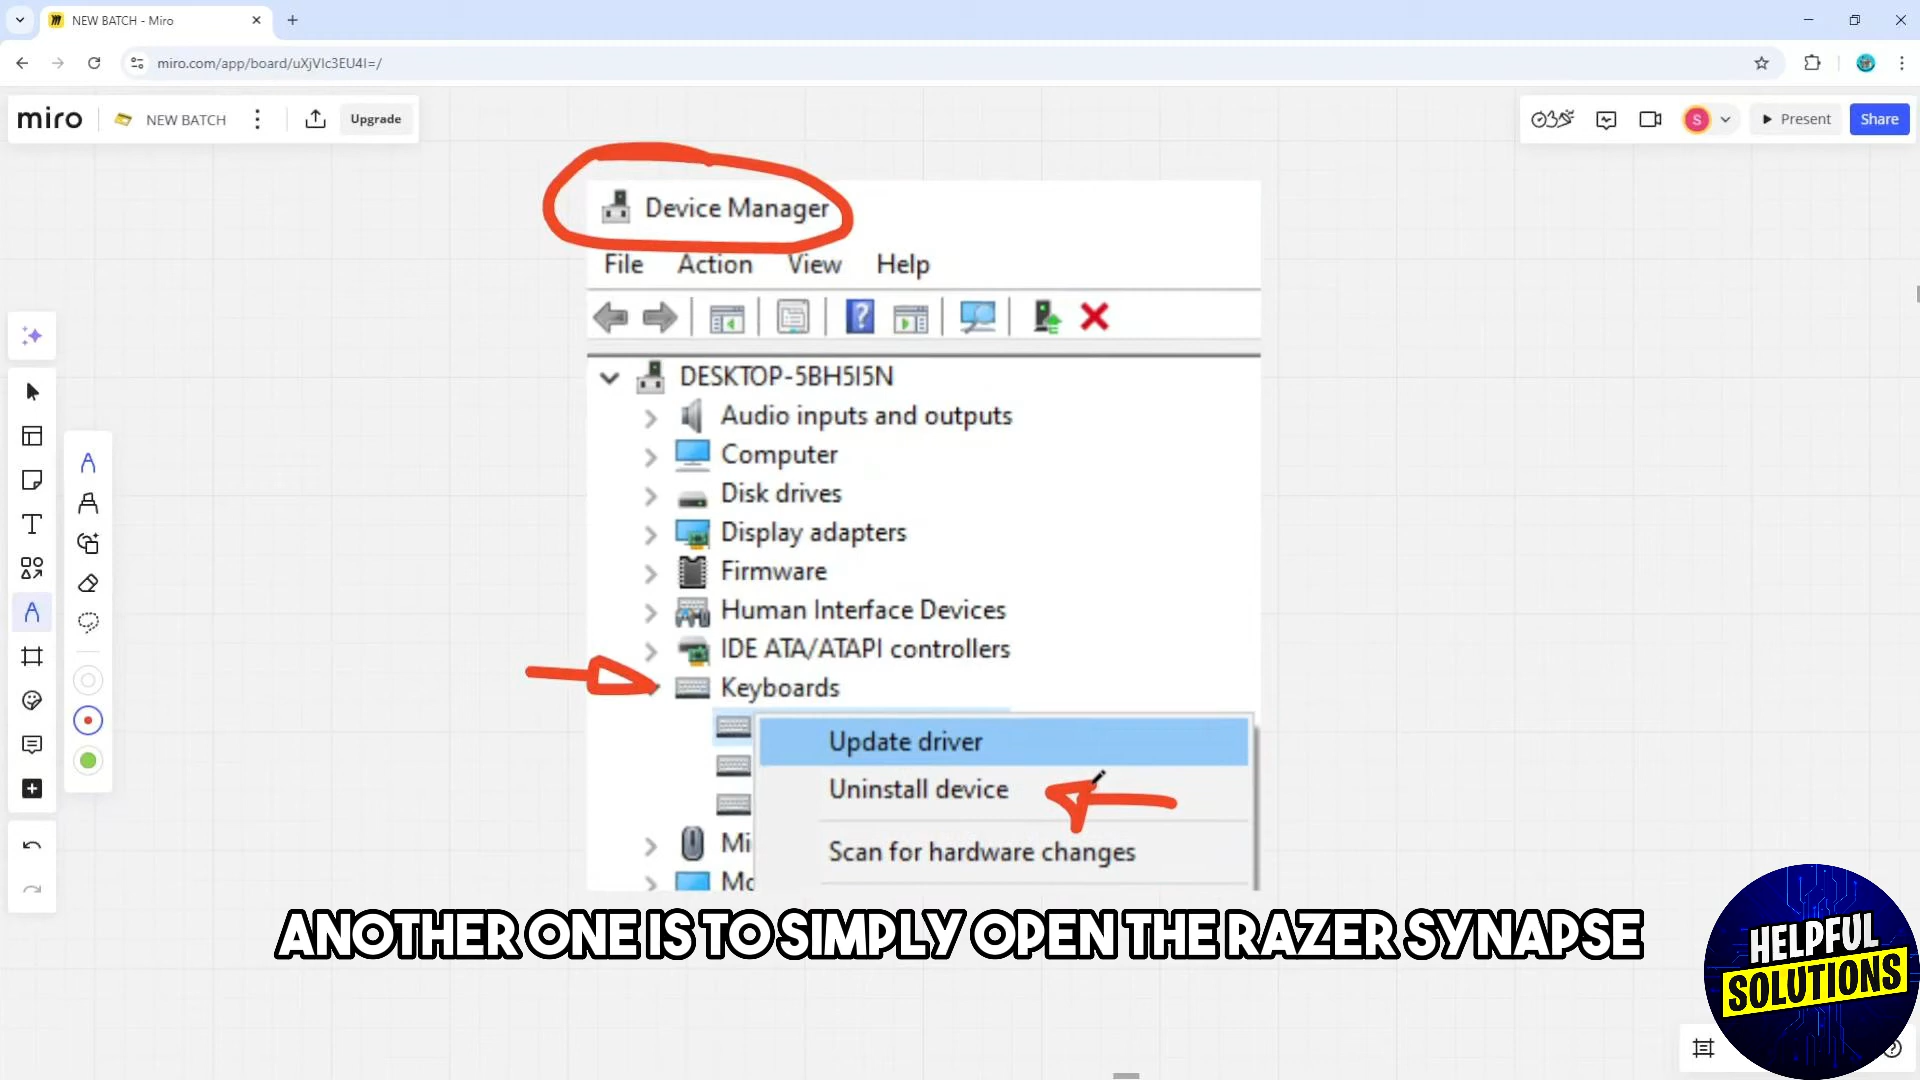 NEW BATCH - Miro
miro.com/app/board/uXjVIc3EU4I=/
miro
NEW BATCH
Upgrade
S
Present
Share
Device Manager
File Action View Help
DESKTOP-5BH5I5N
Audio inputs and outputs
Computer
Disk drives
Display adapters
Firmware
Human Interface Devices
IDE ATA/ATAPI controllers
Keyboards
Update driver
Uninstall device
Scan for hardware changes
Mi
Mo
ANOTHER ONE IS TO SIMPLY OPEN THE RAZER SYNAPSE
HELPFUL
SOLUTIONS